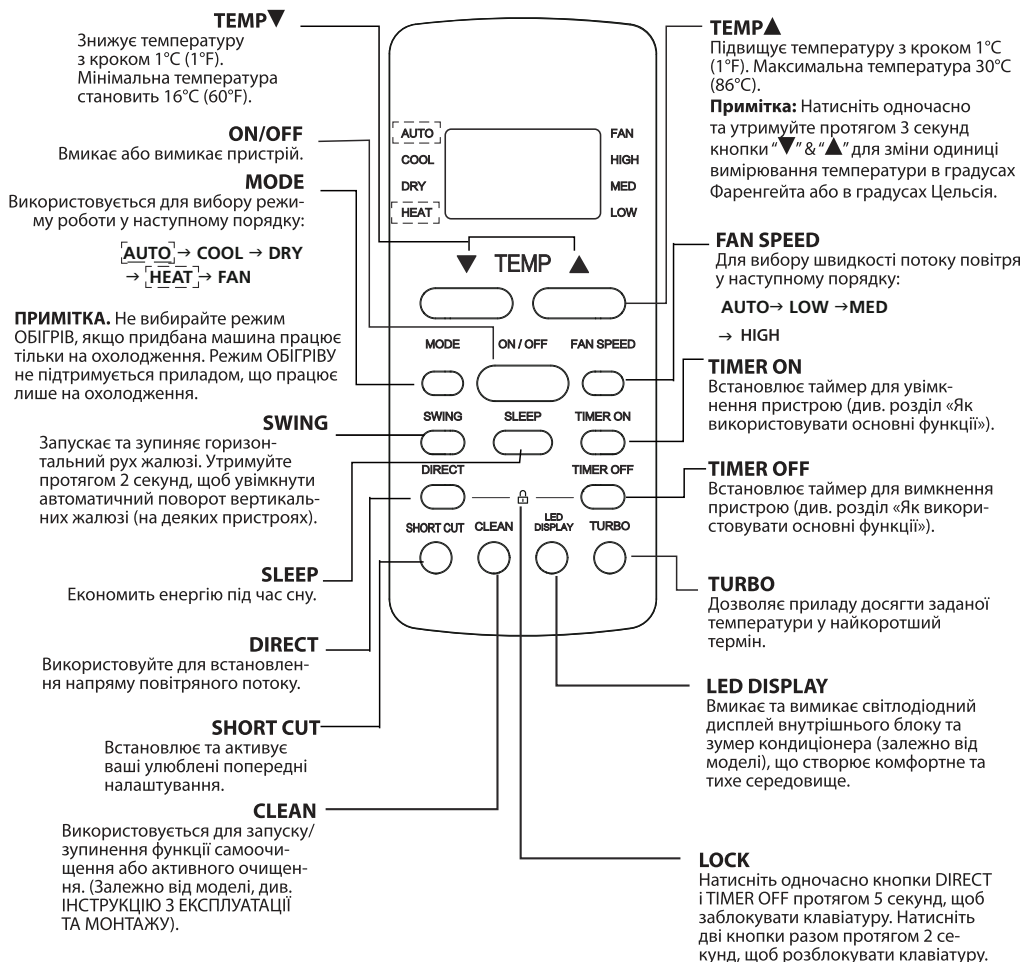 TEMP▼
Знижує температуру
з кроком 1°C (1°F).
Мінімальна температура
становить 16°C (60°F).
ON/OFF
Вмикає або вимикає пристрій.
MODE
Використовується для вибору режи-
му роботи у наступному порядку:
AUTO → COOL → DRY
→ HEAT → FAN
ПРИМІТКА. Не вибирайте режим
ОБІГРІВ, якщо придбана машина працює
тільки на охолодження. Режим ОБІГРІВУ
не підтримується приладом, що працює
лише на охолодження.
SWING
Запускає та зупиняє горизон-
тальний рух жалюзі. Утримуйте
протягом 2 секунд, щоб увімкнути
автоматичний поворот вертикаль-
них жалюзі (на деяких пристроях).
SLEEP
Економить енергію під час сну.
DIRECT
Використовуйте для встановлен-
ня напряму повітряного потоку.
SHORT CUT
Встановлює та активує
ваші улюблені попередні
налаштування.
CLEAN
Використовується для запуску/
зупинення функції самоочи-
щення або активного очищен-
ня. (Залежно від моделі, див.
ІНСТРУКЦІЮ З ЕКСПЛУАТАЦІЇ
ТА МОНТАЖУ).
AUTO
COOL
DRY
HEAT
FAN
HIGH
MED
LOW
▼ TEMP ▲
MODE ON / OFF FAN SPEED
SWING SLEEP TIMER ON
DIRECT TIMER OFF
SHORT CUT CLEAN LED DISPLAY TURBO
TEMP▲
Підвищує температуру з кроком 1°C
(1°F). Максимальна температура 30°C
(86°C).
Примітка: Натисніть одночасно
та утримуйте протягом 3 секунд
кнопки “▼” & “▲” для зміни одиниці
вимірювання температури в градусах
Фаренгейта або в градусах Цельсія.
FAN SPEED
Для вибору швидкості потоку повітря
у наступному порядку:
AUTO→ LOW →MED
→ HIGH
TIMER ON
Встановлює таймер для увімк-
нення пристрою (див. розділ «Як
використовувати основні функції»).
TIMER OFF
Встановлює таймер для вимкнення
пристрою (див. розділ «Як викори-
стовувати основні функції»).
TURBO
Дозволяє приладу досягти заданої
температури у найкоротший
термін.
LED DISPLAY
Вмикає та вимикає світлодіодний
дисплей внутрішнього блоку та
зумер кондиціонера (залежно від
моделі), що створює комфортне та
тихе середовище.
LOCK
Натисніть одночасно кнопки DIRECT
і TIMER OFF протягом 5 секунд, щоб
заблокувати клавіатуру. Натисніть
дві кнопки разом протягом 2 се-
кунд, щоб розблокувати клавіатуру.